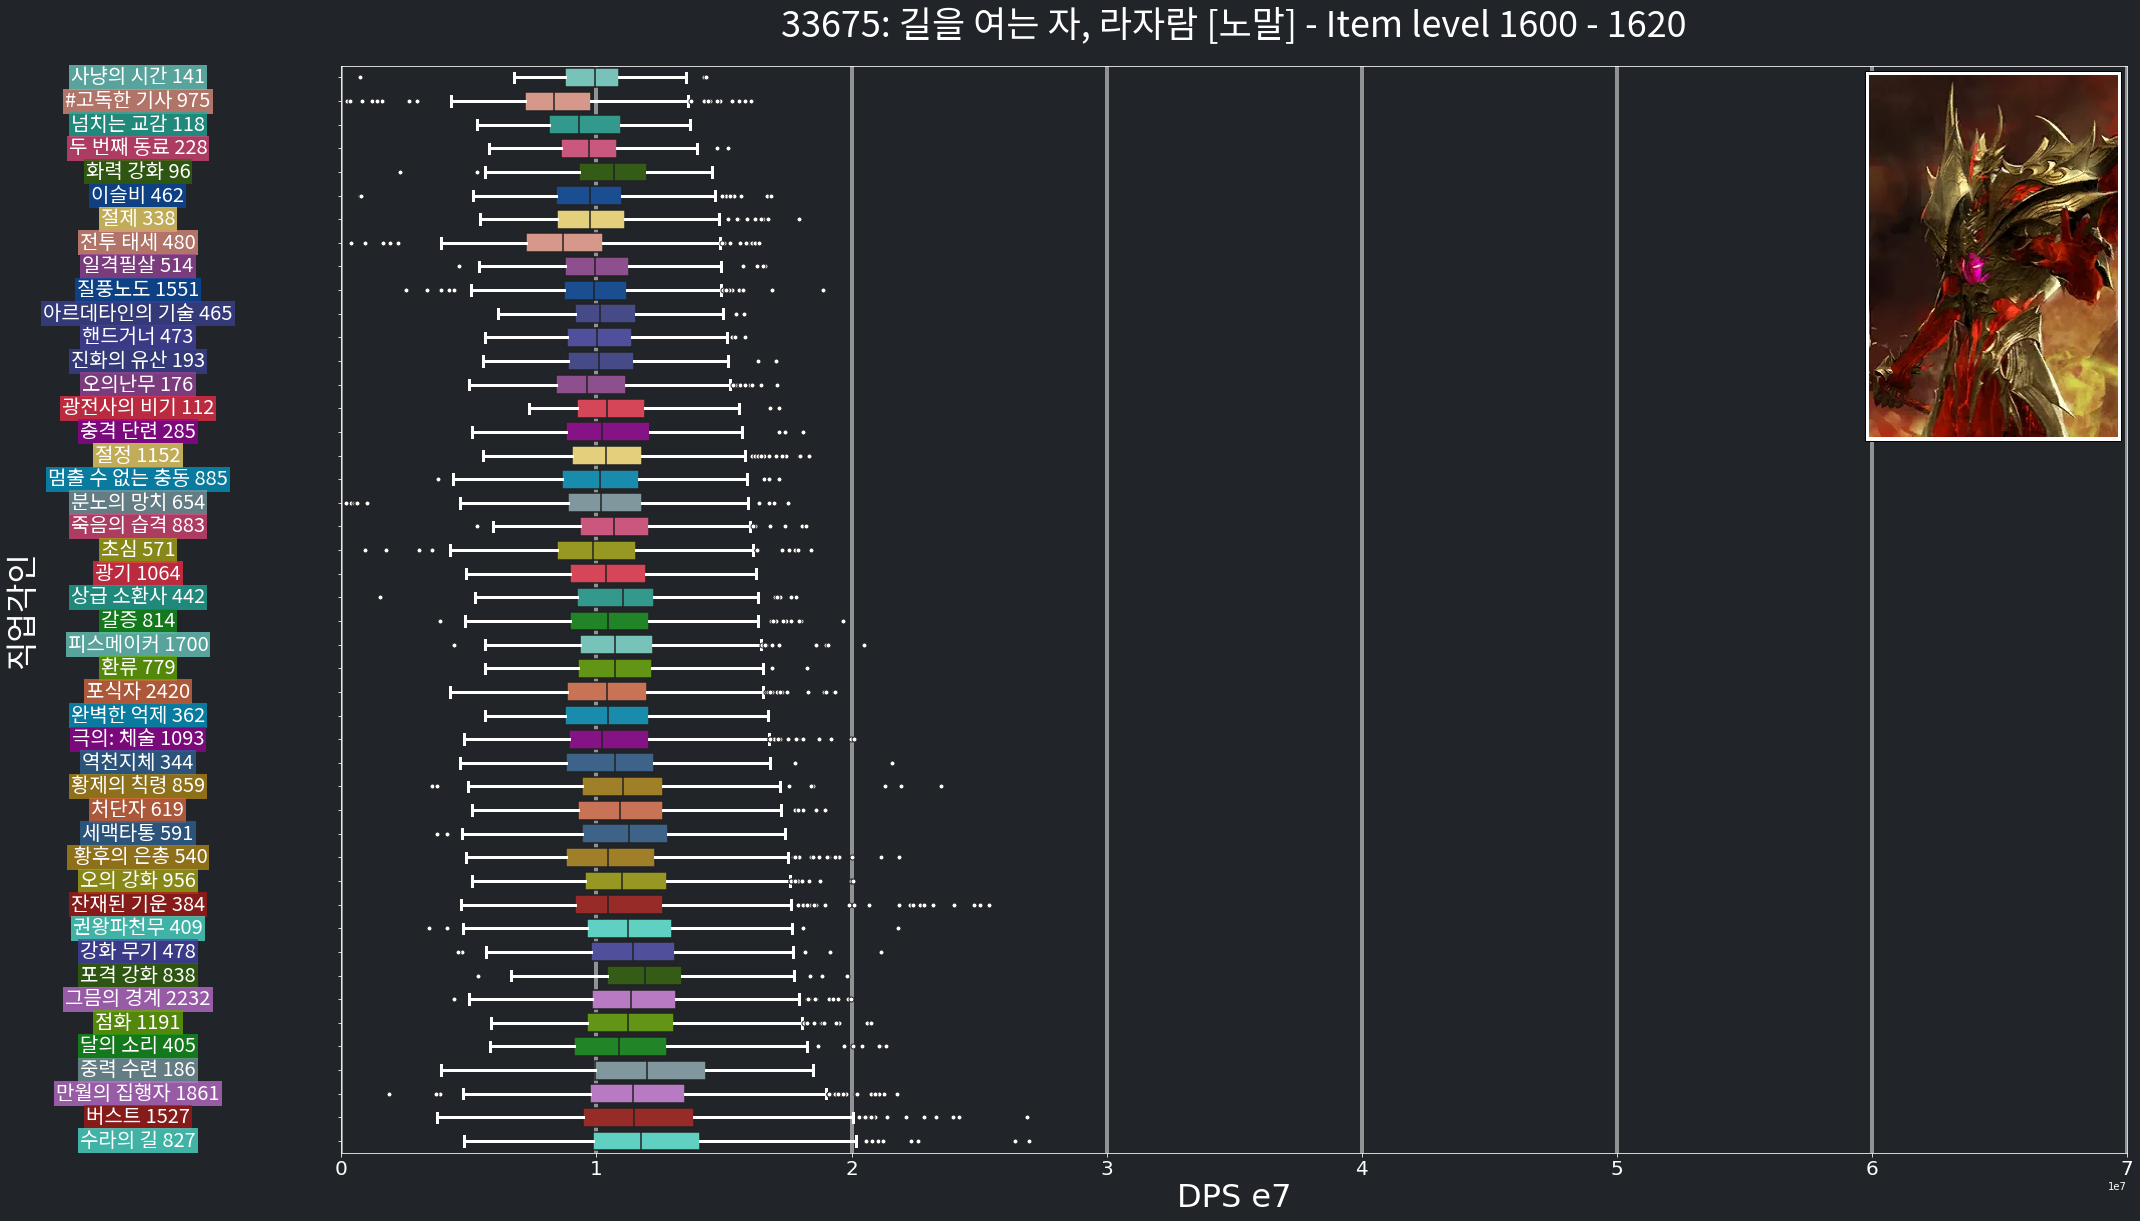 33675: 길을 여는 자, 라자람 [노말] - Item level 1600 - 1620
사냥의 시간 141
#고독한 기사 975
넘치는 교감 118
두 번째 동료 228
화력 강화 96
이슬비 462
절제 338
전투 태세 480
일격필살 514
질풍노도 1551
아르데타인의 기술 465
핸드거너 473
진화의 유산 193
오의난무 176
광전사의 비기 112
충격 단련 285
절정 1152
멈출 수 없는 충동 885
분노의 망치 654
죽음의 습격 883
초심 571
광기 1064
상급 소환사 442
갈증 814
피스메이커 1700
환류 779
포식자 2420
완벽한 억제 362
극의: 체술 1093
역천지체 344
황제의 칙령 859
처단자 619
세맥타통 591
황후의 은총 540
오의 강화 956
잔재된 기운 384
권왕파천무 409
강화 무기 478
포격 강화 838
그믐의 경계 2232
점화 1191
달의 소리 405
중력 수련 186
만월의 집행자 1861
버스트 1527
수라의 길 827
직업각인
0 1 2 3 4 5 6 7
DPS e7
1e7